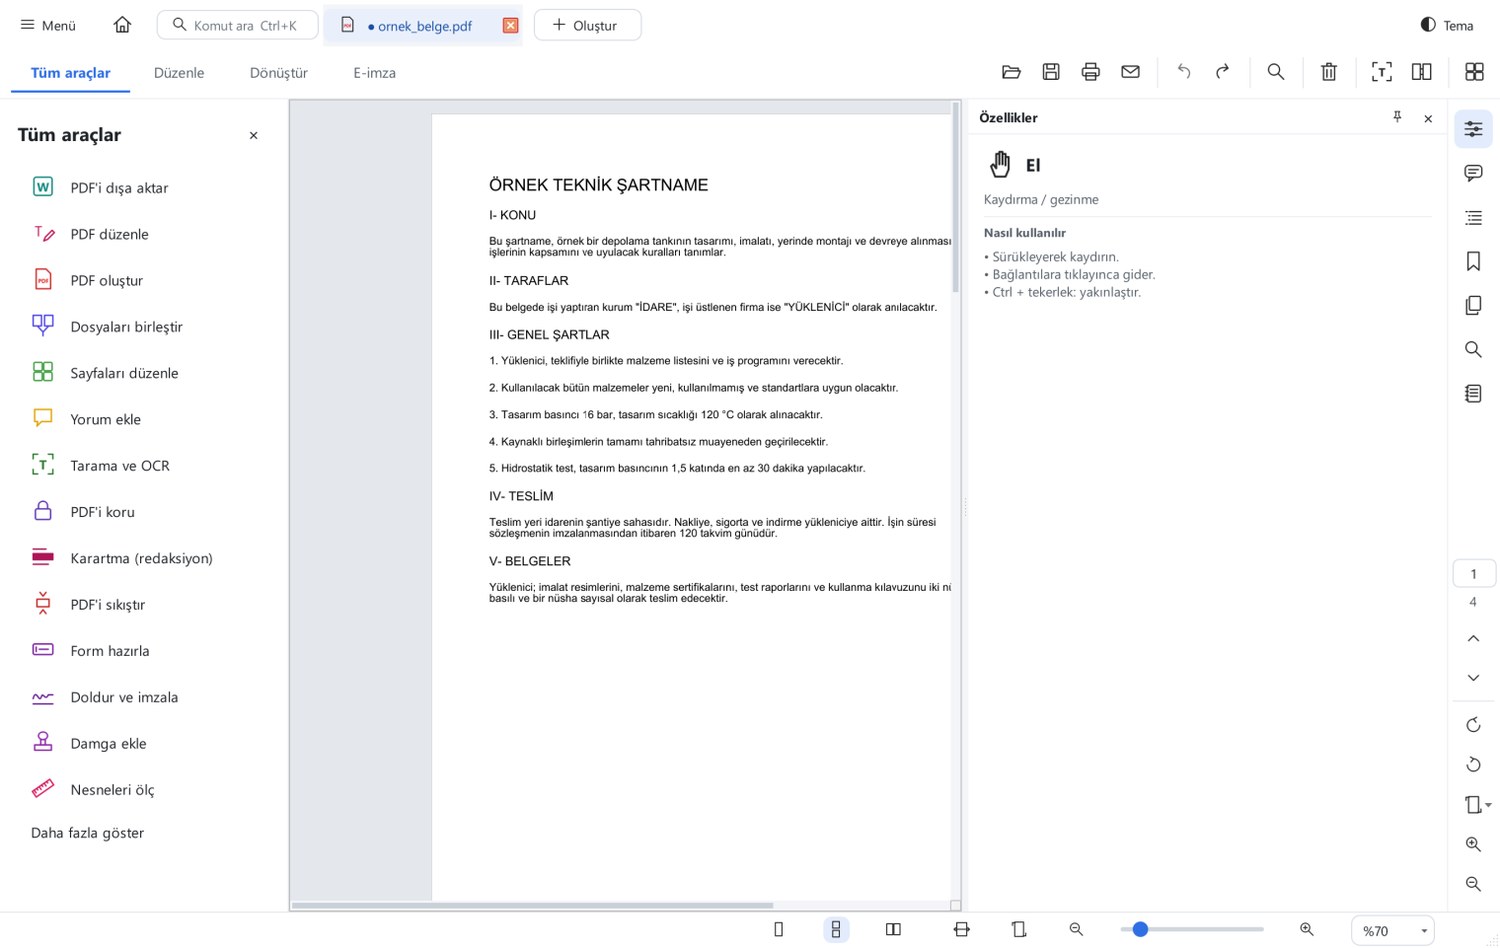 Menü
Komut ara Ctrl+K
● ornek_belge.pdf
Oluştur
Tema
Tüm araçlar
Düzenle
Dönüştür
E-imza
Tüm araçlar
PDF'i dışa aktar
PDF düzenle
PDF oluştur
Dosyaları birleştir
Sayfaları düzenle
Yorum ekle
Tarama ve OCR
PDF'i koru
Karartma (redaksiyon)
PDF'i sıkıştır
Form hazırla
Doldur ve imzala
Damga ekle
Nesneleri ölç
Daha fazla göster
ÖRNEK TEKNİK ŞARTNAME
I- KONU
Bu şartname, örnek bir depolama tankının tasarımı, imalatı, yerinde montajı ve devreye alınması
işlerinin kapsamını ve uyulacak kuralları tanımlar.
II- TARAFLAR
Bu belgede işi yaptıran kurum "İDARE", işi üstlenen firma ise "YÜKLENİCİ" olarak anılacaktır.
III- GENEL ŞARTLAR
1. Yüklenici, teklifiyle birlikte malzeme listesini ve iş programını verecektir.
2. Kullanılacak bütün malzemeler yeni, kullanılmamış ve standartlara uygun olacaktır.
3. Tasarım basıncı 16 bar, tasarım sıcaklığı 120 °C olarak alınacaktır.
4. Kaynaklı birleşimlerin tamamı tahribatsız muayeneden geçirilecektir.
5. Hidrostatik test, tasarım basıncının 1,5 katında en az 30 dakika yapılacaktır.
IV- TESLİM
Teslim yeri idarenin şantiye sahasıdır. Nakliye, sigorta ve indirme yükleniciye aittir. İşin süresi
sözleşmenin imzalanmasından itibaren 120 takvim günüdür.
V- BELGELER
Yüklenici; imalat resimlerini, malzeme sertifikalarını, test raporlarını ve kullanma kılavuzunu iki nü
basılı ve bir nüsha sayısal olarak teslim edecektir.
Özellikler
El
Kaydırma / gezinme
Nasıl kullanılır
• Sürükleyerek kaydırın.
• Bağlantılara tıklayınca gider.
• Ctrl + tekerlek: yakınlaştır.
1
4
%70